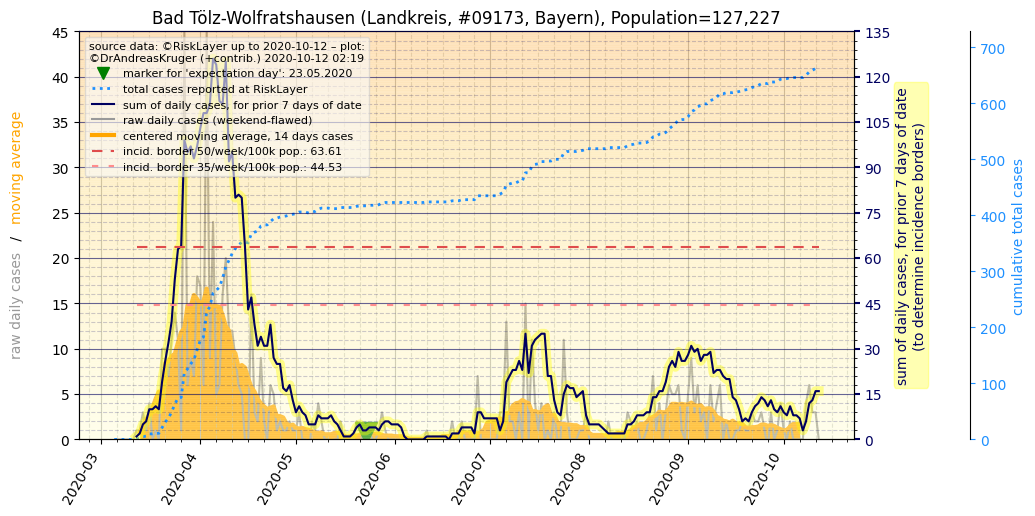 Bad Tölz-Wolfratshausen (Landkreis, #09173, Bayern), Population=127,227
source data: ©RiskLayer up to 2020-10-12 – plot:
©DrAndreasKruger (+contrib.) 2020-10-12 02:19
marker for 'expectation day': 23.05.2020
total cases reported at RiskLayer
sum of daily cases, for prior 7 days of date
raw daily cases (weekend-flawed)
centered moving average, 14 days cases
incid. border 50/week/100k pop.: 63.61
incid. border 35/week/100k pop.: 44.53
raw daily cases / moving average
45
40
35
30
25
20
15
10
5
0
2020-03
2020-04
2020-05
2020-06
2020-07
2020-08
2020-09
2020-10
135
120
105
90
75
60
45
30
15
0
sum of daily cases, for prior 7 days of date
(to determine incidence borders)
700
600
500
400
300
200
100
0
cumulative total cases